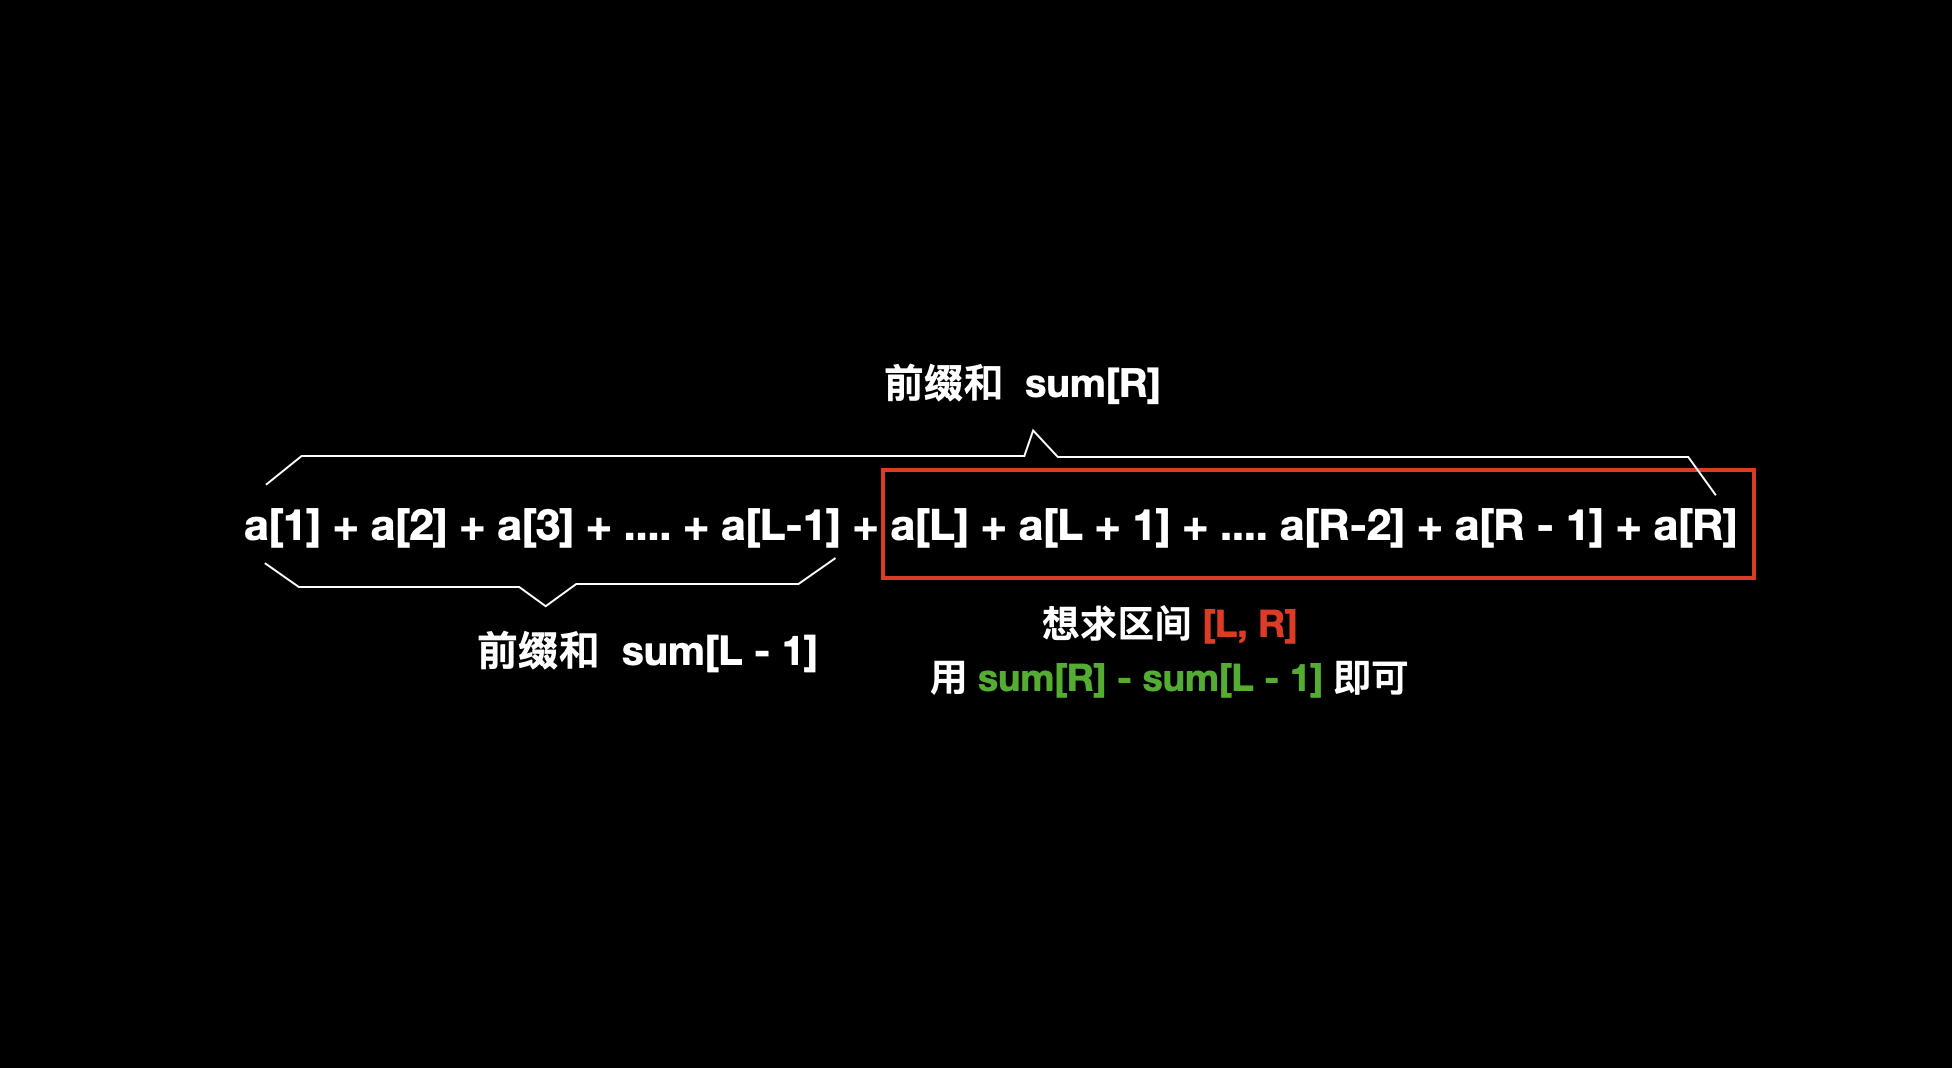 前缀和 sum[R]
a[1] + a[2] + a[3] + .... + a[L-1] + a[L] + a[L + 1] + .... a[R-2] + a[R - 1] + a[R]
前缀和 sum[L - 1]
想求区间 [L, R]
用 sum[R] - sum[L - 1] 即可